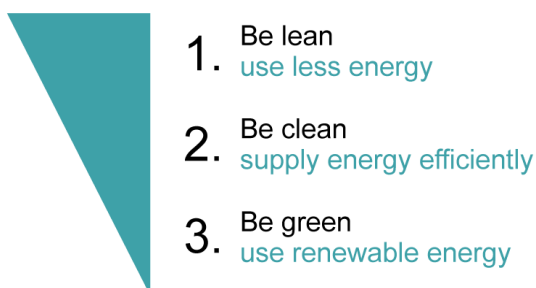 1. Be lean
use less energy
2. Be clean
supply energy efficiently
3. Be green
use renewable energy